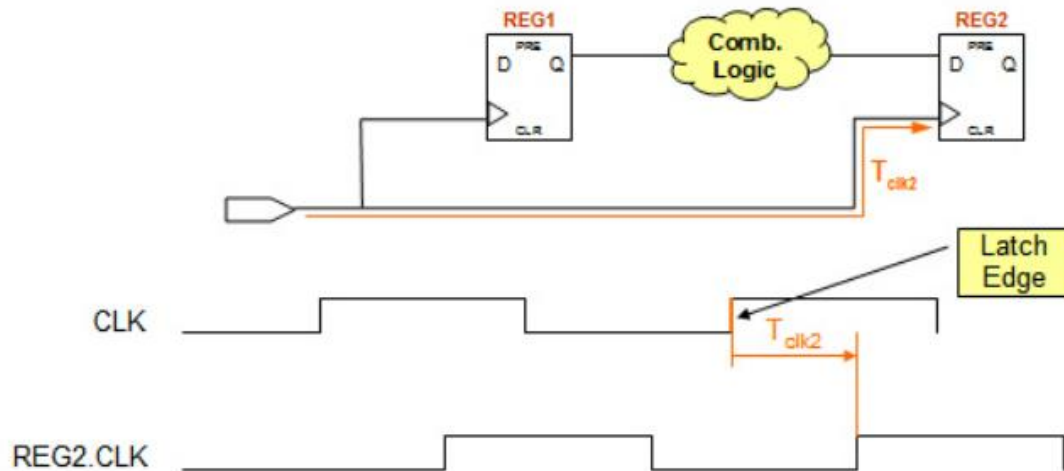 REG1
REG2
PRE
D Q
CLR
Comb.
Logic
PRE
D Q
CLR
Tclk2
Latch
Edge
CLK
Tclk2
REG2.CLK